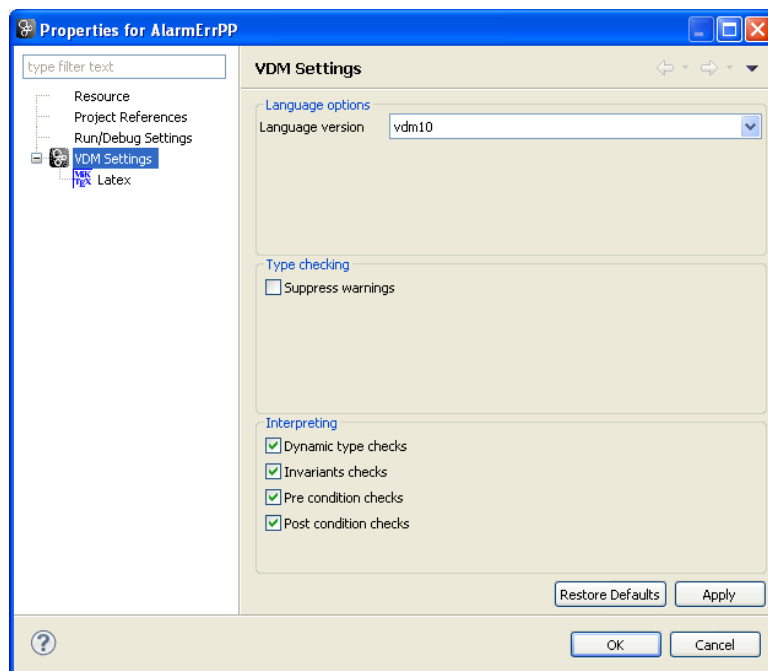 Properties for AlarmErrPP
type filter text
Resource
Project References
Run/Debug Settings
VDM Settings
MiK
TEX Latex
VDM Settings
Language options
Language version vdm10
Type checking
Suppress warnings
Interpreting
Dynamic type checks
Invariants checks
Pre condition checks
Post condition checks
Restore Defaults Apply
? OK Cancel